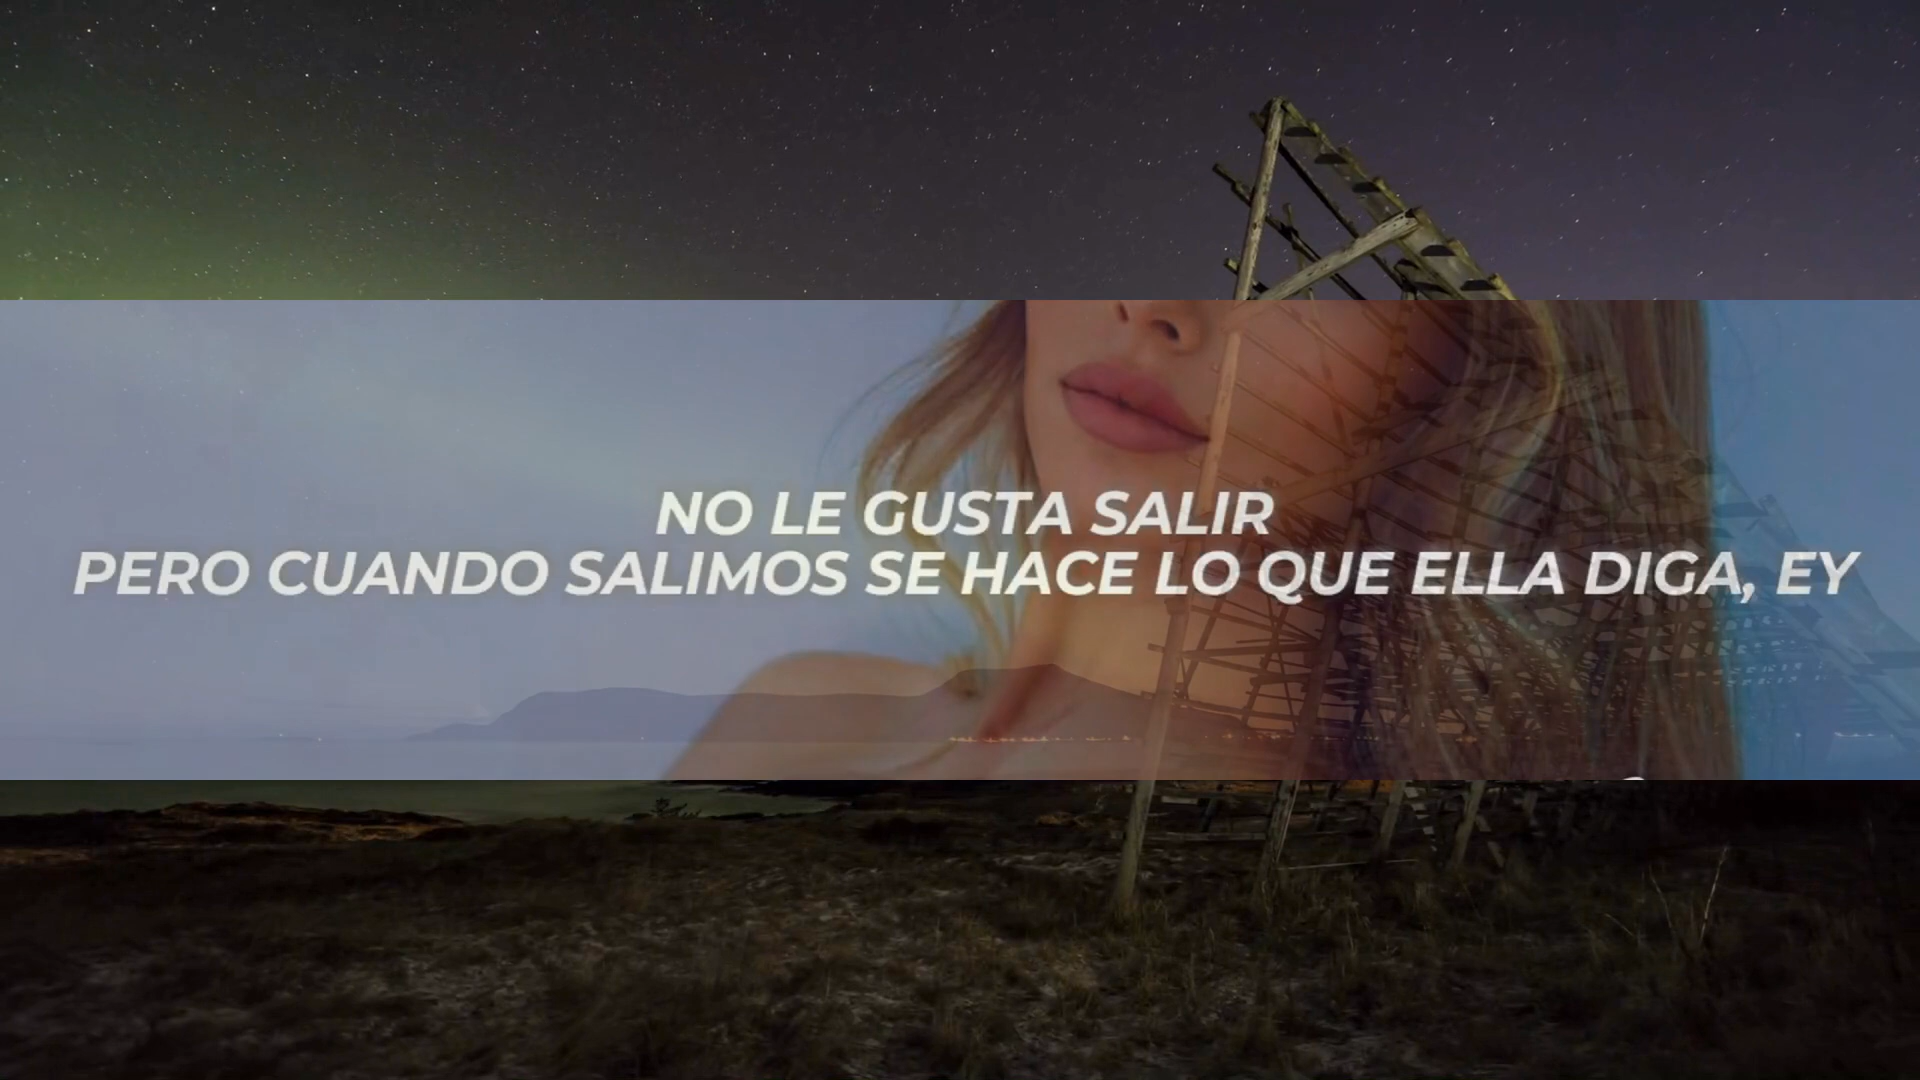 NO LE GUSTA SALIR
PERO CUANDO SALIMOS SE HACE LO QUE ELLA DIGA, EY